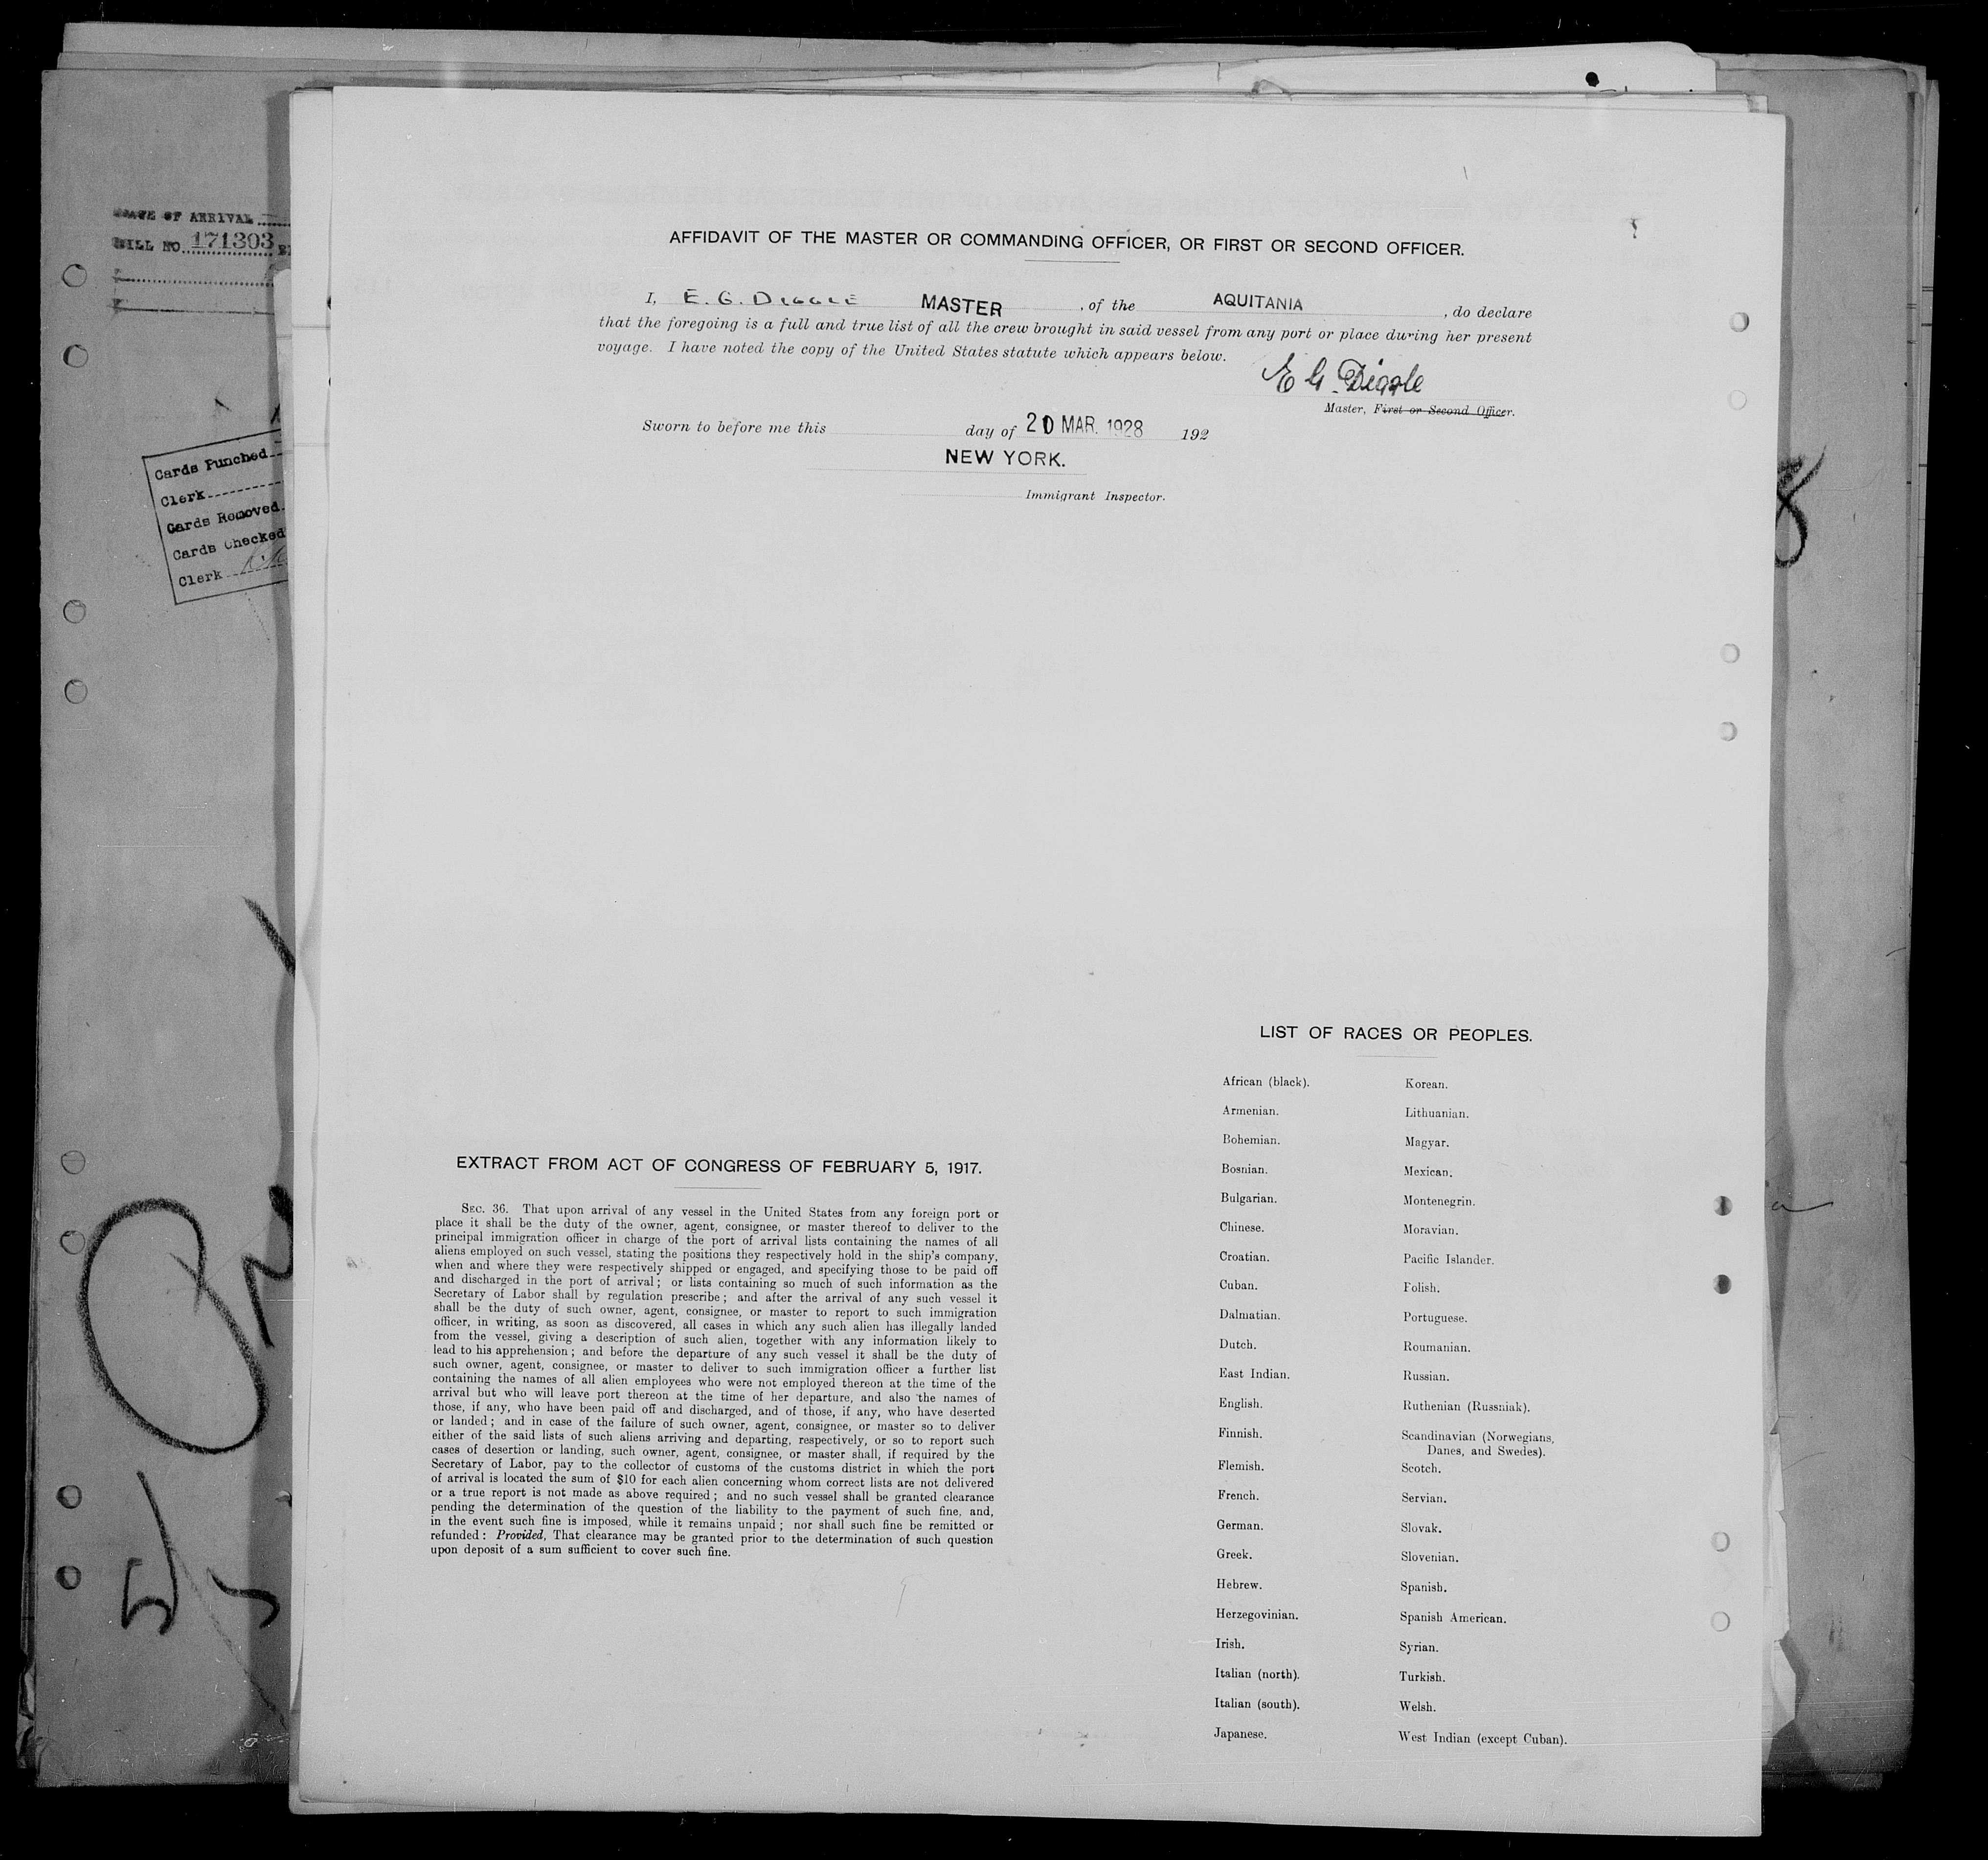 DATE OF ARRIVAL
BILL NO. 171303
Cards Punched
Clerk
Cards Removed
Cards Checked
Clerk
AFFIDAVIT OF THE MASTER OR COMMANDING OFFICER, OR FIRST OR SECOND OFFICER.
I, E. G. DIGGLE MASTER, of the AQUITANIA, do declare
that the foregoing is a full and true list of all the crew brought in said vessel from any port or place during her present
voyage. I have noted the copy of the United States statute which appears below.
E G. Diggle
Master, First or Second Officer.
Sworn to before me this day of 20 MAR. 1928 192
NEW YORK.
Immigrant Inspector.
EXTRACT FROM ACT OF CONGRESS OF FEBRUARY 5, 1917.
SEC. 36. That upon arrival of any vessel in the United States from any foreign port or
place it shall be the duty of the owner, agent, consignee, or master thereof to deliver to the
principal immigration officer in charge of the port of arrival lists containing the names of all
aliens employed on such vessel, stating the positions they respectively hold in the ship's company,
when and where they were respectively shipped or engaged, and specifying those to be paid off
and discharged in the port of arrival; or lists containing so much of such information as the
Secretary of Labor shall by regulation prescribe; and after the arrival of any such vessel it
shall be the duty of such owner, agent, consignee, or master to report to such immigration
officer, in writing, as soon as discovered, all cases in which any such alien has illegally landed
from the vessel, giving a description of such alien, together with any information likely to
lead to his apprehension; and before the departure of any such vessel it shall be the duty of
such owner, agent, consignee, or master to deliver to such immigration officer a further list
containing the names of all alien employees who were not employed thereon at the time of the
arrival but who will leave port thereon at the time of her departure, and also the names of
those, if any, who have been paid off and discharged, and of those, if any, who have deserted
or landed; and in case of the failure of such owner, agent, consignee, or master so to deliver
either of the said lists of such aliens arriving and departing, respectively, or so to report such
cases of desertion or landing, such owner, agent, consignee, or master shall, if required by the
Secretary of Labor, pay to the collector of customs of the customs district in which the port
of arrival is located the sum of $10 for each alien concerning whom correct lists are not delivered
or a true report is not made as above required; and no such vessel shall be granted clearance
pending the determination of the question of the liability to the payment of such fine, and,
in the event such fine is imposed, while it remains unpaid; nor shall such fine be remitted or
refunded: Provided, That clearance may be granted prior to the determination of such question
upon deposit of a sum sufficient to cover such fine.
LIST OF RACES OR PEOPLES.
African (black).
Armenian.
Bohemian.
Bosnian.
Bulgarian.
Chinese.
Croatian.
Cuban.
Dalmatian.
Dutch.
East Indian.
English.
Finnish.
Flemish.
French.
German.
Greek.
Hebrew.
Herzegovinian.
Irish.
Italian (north).
Italian (south).
Japanese.
Korean.
Lithuanian.
Magyar.
Mexican.
Montenegrin.
Moravian.
Pacific Islander.
Polish.
Portuguese.
Roumanian.
Russian.
Ruthenian (Russniak).
Scandinavian (Norwegians,
Danes, and Swedes).
Scotch.
Servian.
Slovak.
Slovenian.
Spanish.
Spanish American.
Syrian.
Turkish.
Welsh.
West Indian (except Cuban).
8